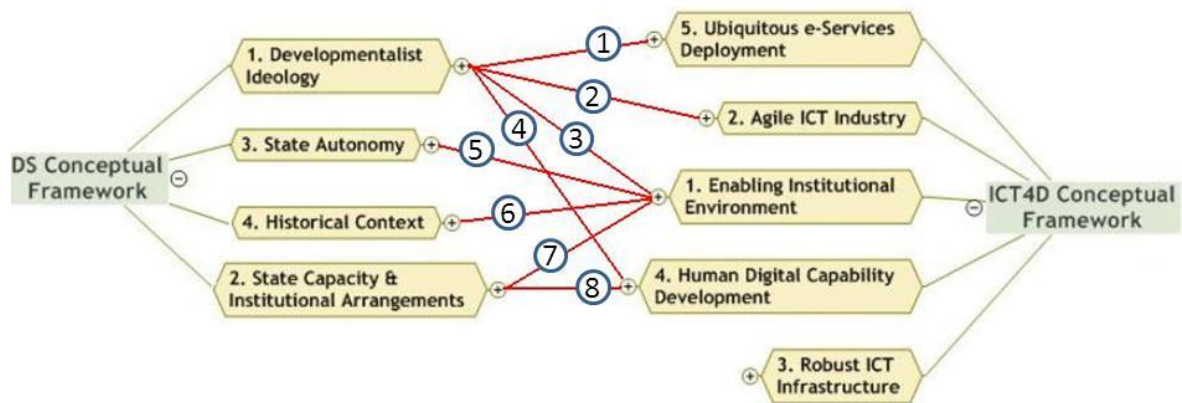 DS Conceptual
Framework
1. Developmentalist
Ideology
3. State Autonomy
4. Historical Context
2. State Capacity &
Institutional Arrangements
1
2
3
4
5
6
7
8
5. Ubiquitous e-Services
Deployment
2. Agile ICT Industry
1. Enabling Institutional
Environment
4. Human Digital Capability
Development
3. Robust ICT
Infrastructure
ICT4D Conceptual
Framework